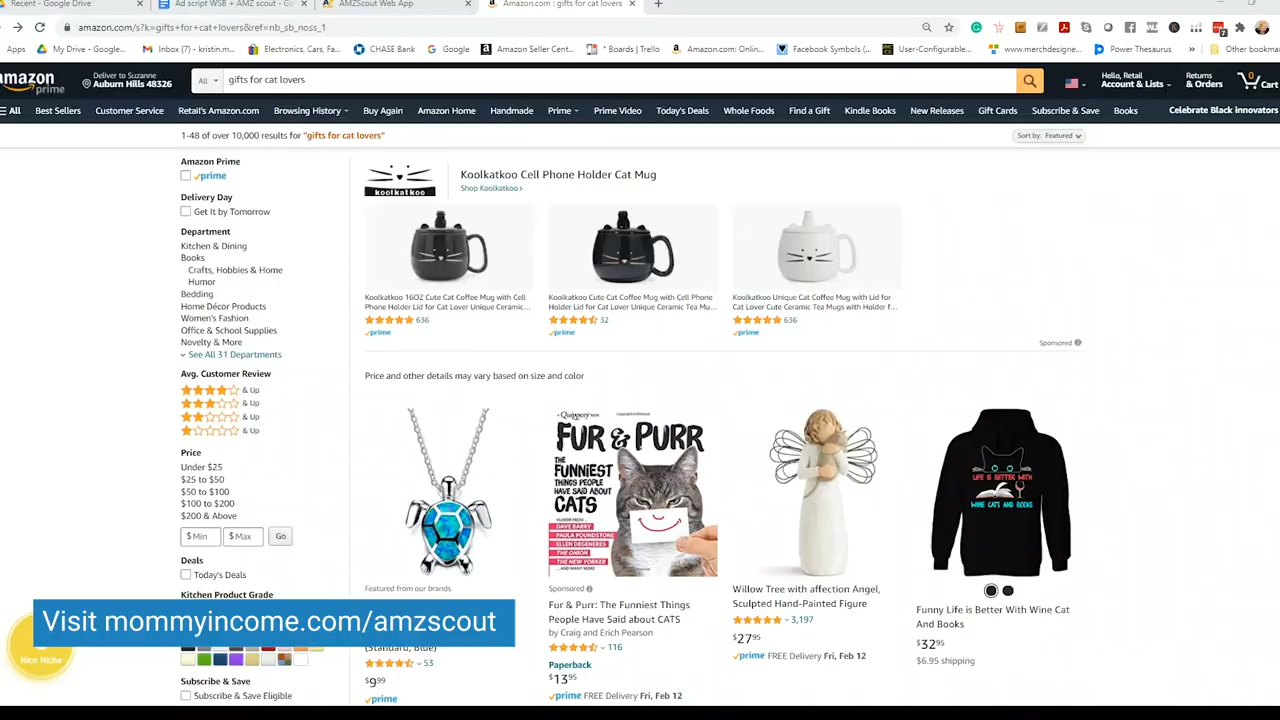 Recent - Google Drive
Ad script WSB + AMZ scout - G
AMZScout Web App
Amazon.com : gifts for cat lovers
amazon.com/s?k=gifts+for+cat+lovers&ref=nb_sb_noss_1
Apps
My Drive - Google...
Inbox (7) - kristin.m...
Electronics, Cars, Fa...
CHASE Bank
Google
Amazon Seller Cent...
* Boards | Trello
Amazon.com: Onlin...
Facebook Symbols (...
User-Configurable...
www.merchdesigne...
Power Thesaurus
»
Other bookma
amazon
prime
Deliver to Suzanne
Auburn Hills 48326
All
gifts for cat lovers
Hello, Retail
Account & Lists
Returns
& Orders
0
Cart
All
Best Sellers
Customer Service
Retail's Amazon.com
Browsing History
Buy Again
Amazon Home
Handmade
Prime
Prime Video
Today's Deals
Whole Foods
Find a Gift
Kindle Books
New Releases
Gift Cards
Subscribe & Save
Books
Celebrate Black innovators
1-48 of over 10,000 results for "gifts for cat lovers"
Sort by: Featured
Amazon Prime
prime
Delivery Day
Get It by Tomorrow
Department
Kitchen & Dining
Books
Crafts, Hobbies & Home
Humor
Bedding
Home Décor Products
Women's Fashion
Office & School Supplies
Novelty & More
See All 31 Departments
Avg. Customer Review
& Up
& Up
& Up
& Up
Price
Under $25
$25 to $50
$50 to $100
$100 to $200
$200 & Above
$ Min
$ Max
Go
Deals
Today's Deals
Kitchen Product Grade
Visit mommyincome.com/amzscout
Nice Niche
Subscribe & Save
Subscribe & Save Eligible
koolkatkoo
Koolkatkoo Cell Phone Holder Cat Mug
Shop Koolkatkoo ›
Koolkatkoo 16OZ Cute Cat Coffee Mug with Cell
Phone Holder Lid for Cat Lover Unique Ceramic...
636
prime
Koolkatkoo Cute Cat Coffee Mug with Cell Phone
Holder Lid for Cat Lovers Unique Ceramic Tea Mu...
32
prime
Koolkatkoo Unique Cat Coffee Mug with Lid for
Cat Lover Cute Ceramic Tea Mugs with Holder f...
636
prime
Sponsored
Price and other details may vary based on size and color
Featured from our brands
(Standard, Blue)
53
$9.99
prime
A Quippery BOOK
FUR & PURR
THE
FUNNIEST
THINGS
PEOPLE
HAVE SAID
ABOUT
CATS
DAVE BARRY
PAULA POUNDSTONE
ELLEN DEGENERES
THE ONION
THE NEW YORKER
...AND MANY MORE
Sponsored
Fur & Purr: The Funniest Things
People Have Said about CATS
by Craig and Erich Pearson
116
Paperback
$13.95
prime FREE Delivery Fri, Feb 12
Willow Tree with affection Angel,
Sculpted Hand-Painted Figure
3,197
$27.95
prime FREE Delivery Fri, Feb 12
LIFE IS BETTER WITH
WINE CATS AND BOOKS
Funny Life is Better With Wine Cat
And Books
$32.95
$6.95 shipping